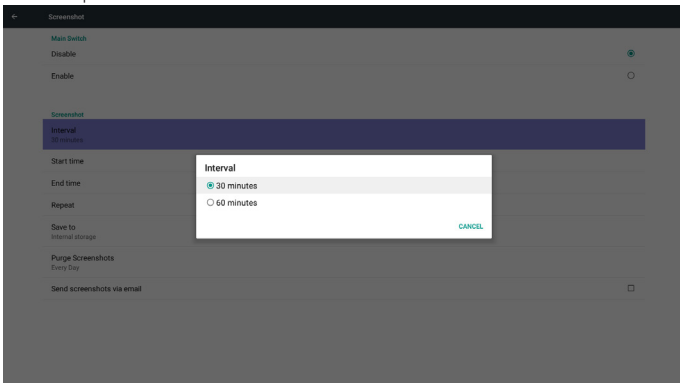 Screenshot
Main Switch
Disable
Enable
Screenshot
Interval
30 minutes
Start time
End time
Repeat
Save to
Internal storage
Purge Screenshots
Every Day
Send screenshots via email
Interval
30 minutes
60 minutes
CANCEL